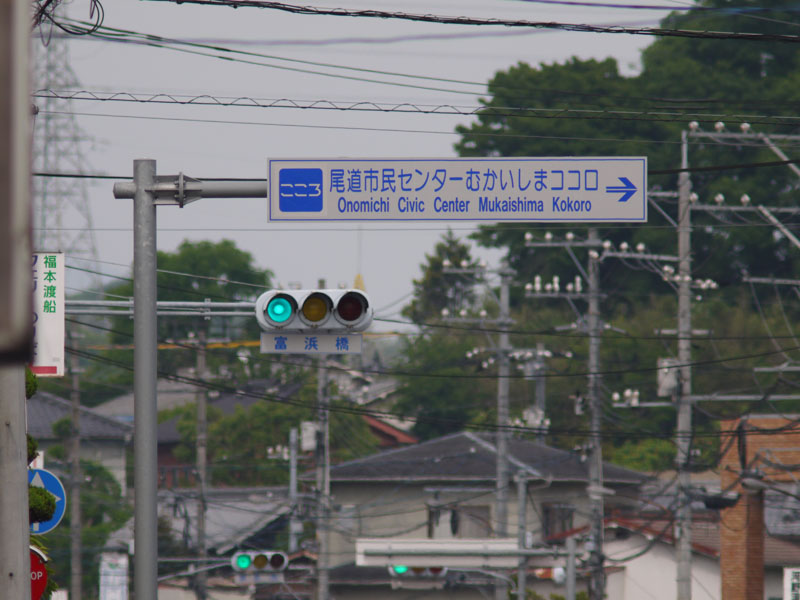 こころ
尾道市民センターむかいしまココロ
Onomichi Civic Center Mukaishima Kokoro
富浜橋
福本渡船